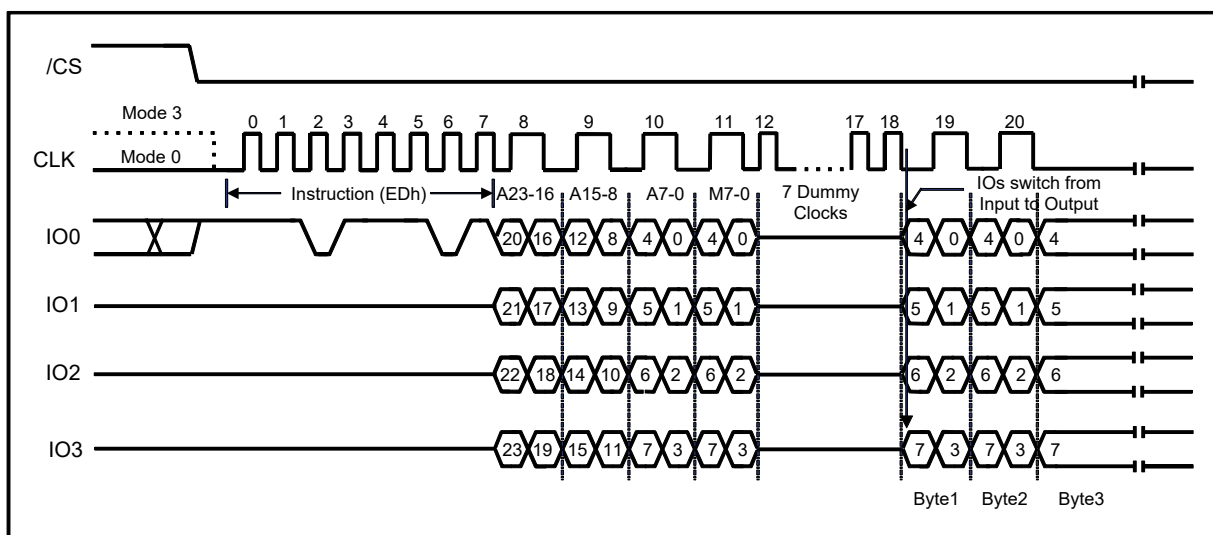 /CS
Mode 3
0 1 2 3 4 5 6 7 8 9 10 11 12 17 18 19 20
CLK
Mode 0
Instruction (EDh) A23-16 A15-8 A7-0 M7-0 7 Dummy
Clocks
IOs switch from
Input to Output
IO0 20 16 12 8 4 0 4 0 4 0 4 0 4
IO1 21 17 13 9 5 1 5 1 5 1 5 1 5
IO2 22 18 14 10 6 2 6 2 6 2 6 2 6
IO3 23 19 15 11 7 3 7 3 7 3 7 3 7
Byte1 Byte2 Byte3